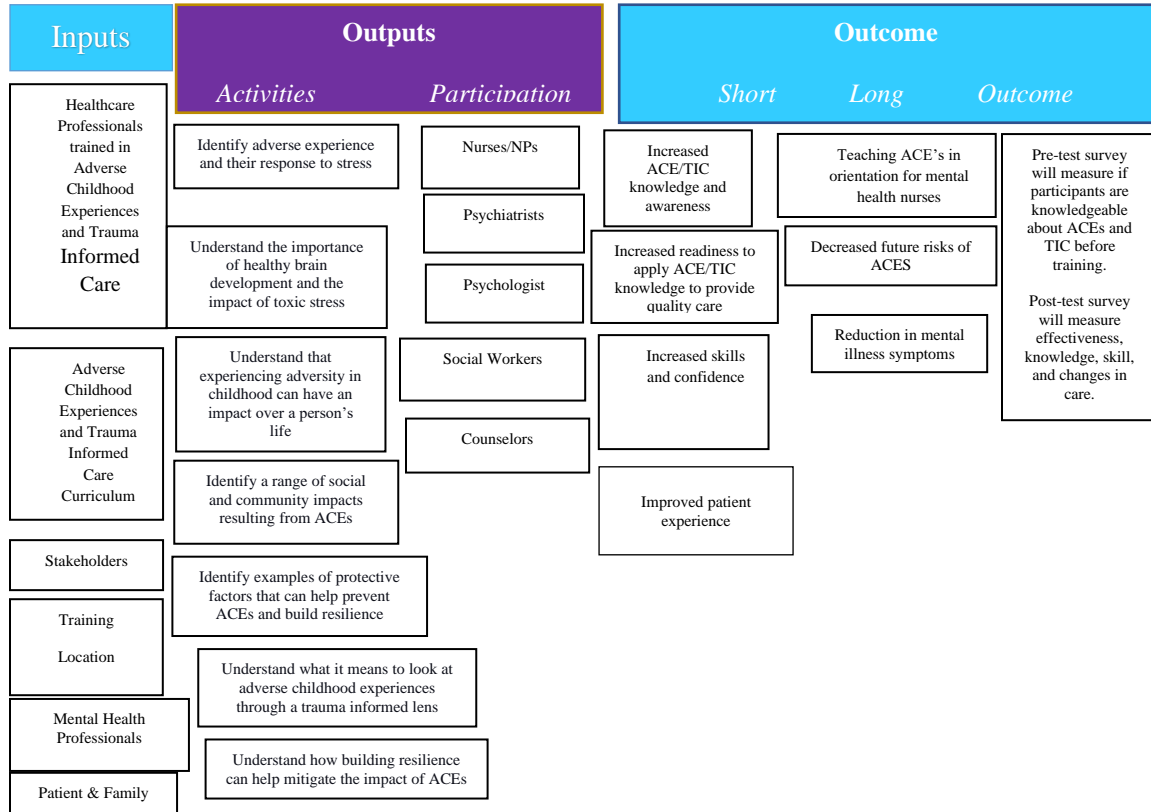 Inputs
Outputs
Activities
Participation
Outcome
Short
Long
Outcome
Healthcare
Professionals
trained in
Adverse
Childhood
Experiences
and Trauma
Informed
Care
Adverse
Childhood
Experiences
and Trauma
Informed
Care
Curriculum
Stakeholders
Training
Location
Mental Health
Professionals
Patient & Family
Identify adverse experience
and their response to stress
Understand the importance
of healthy brain
development and the
impact of toxic stress
Understand that
experiencing adversity in
childhood can have an
impact over a person's
life
Identify a range of social
and community impacts
resulting from ACEs
Identify examples of protective
factors that can help prevent
ACEs and build resilience
Understand what it means to look at
adverse childhood experiences
through a trauma informed lens
Understand how building resilience
can help mitigate the impact of ACEs
Nurses/NPs
Psychiatrists
Psychologist
Social Workers
Counselors
Increased
ACE/TIC
knowledge and
awareness
Increased readiness to
apply ACE/TIC
knowledge to provide
quality care
Increased skills
and confidence
Improved patient
experience
Teaching ACE's in
orientation for mental
health nurses
Decreased future risks of
ACES
Reduction in mental
illness symptoms
Pre-test survey
will measure if
participants are
knowledgeable
about ACEs and
TIC before
training.
Post-test survey
will measure
effectiveness,
knowledge, skill,
and changes in
care.